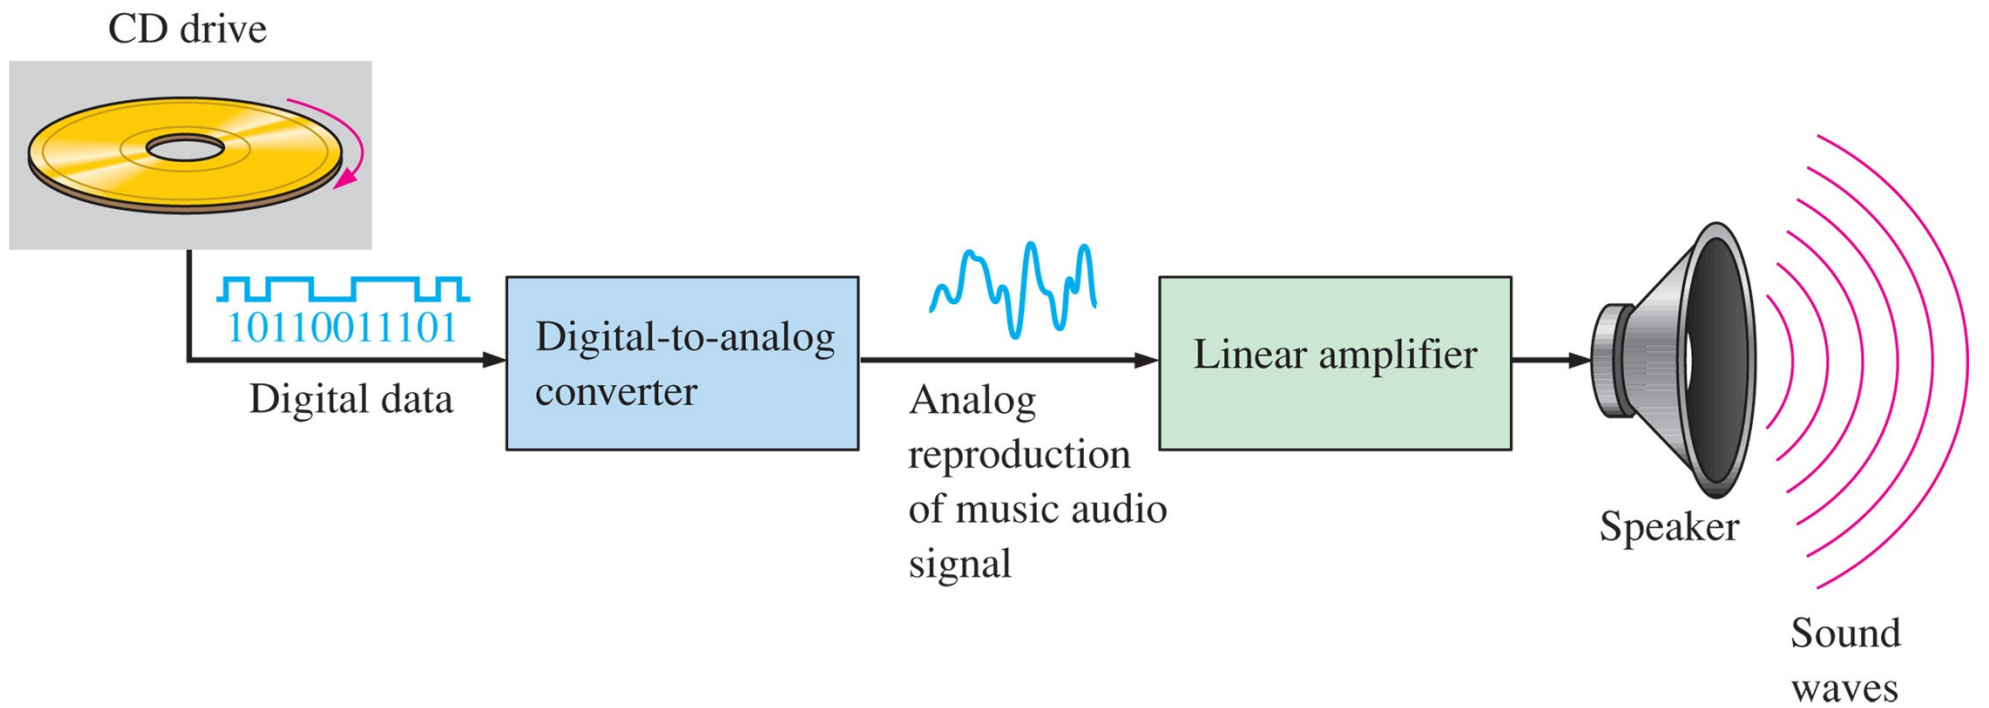 CD drive
10110011101
Digital data
Digital-to-analog
converter
Analog
reproduction
of music audio
signal
Linear amplifier
Speaker
Sound
waves